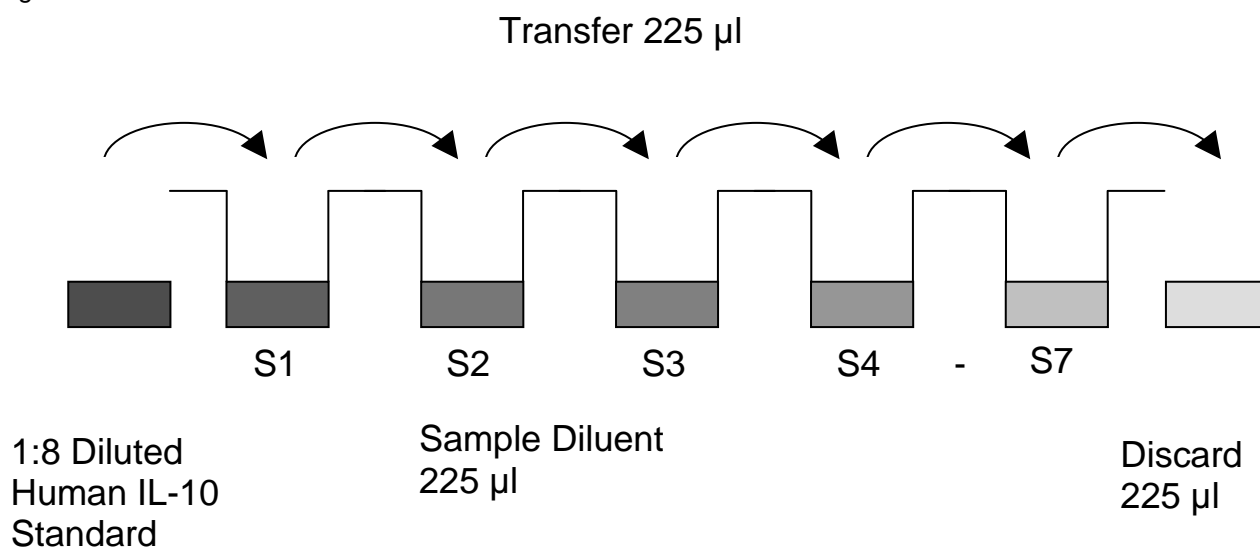 Transfer 225 µl
S1 S2 S3 S4 - S7
1:8 Diluted
Human IL-10
Standard
Sample Diluent
225 µl
Discard
225 µl